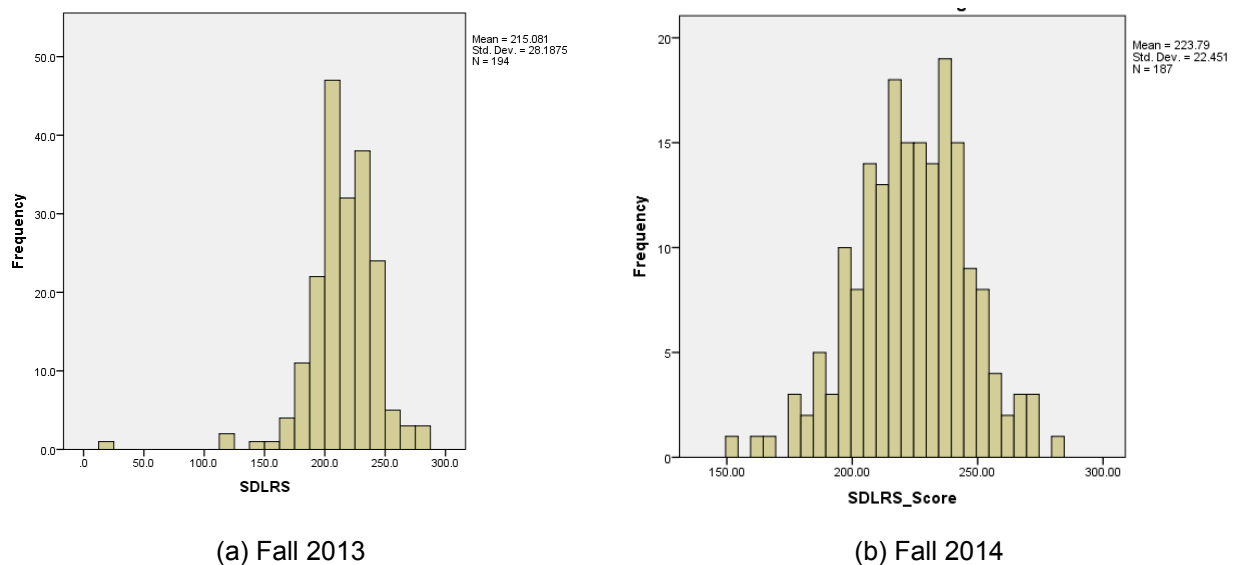 Mean = 215.081
Std. Dev. = 28.1875
N = 194
50.0
40.0
30.0
20.0
10.0
0.0
Frequency
.0 50.0 100.0 150.0 200.0 250.0 300.0
SDLRS
(a) Fall 2013
Mean = 223.79
Std. Dev. = 22.451
N = 187
20
15
10
5
0
Frequency
150.00 200.00 250.00 300.00
SDLRS_Score
(b) Fall 2014